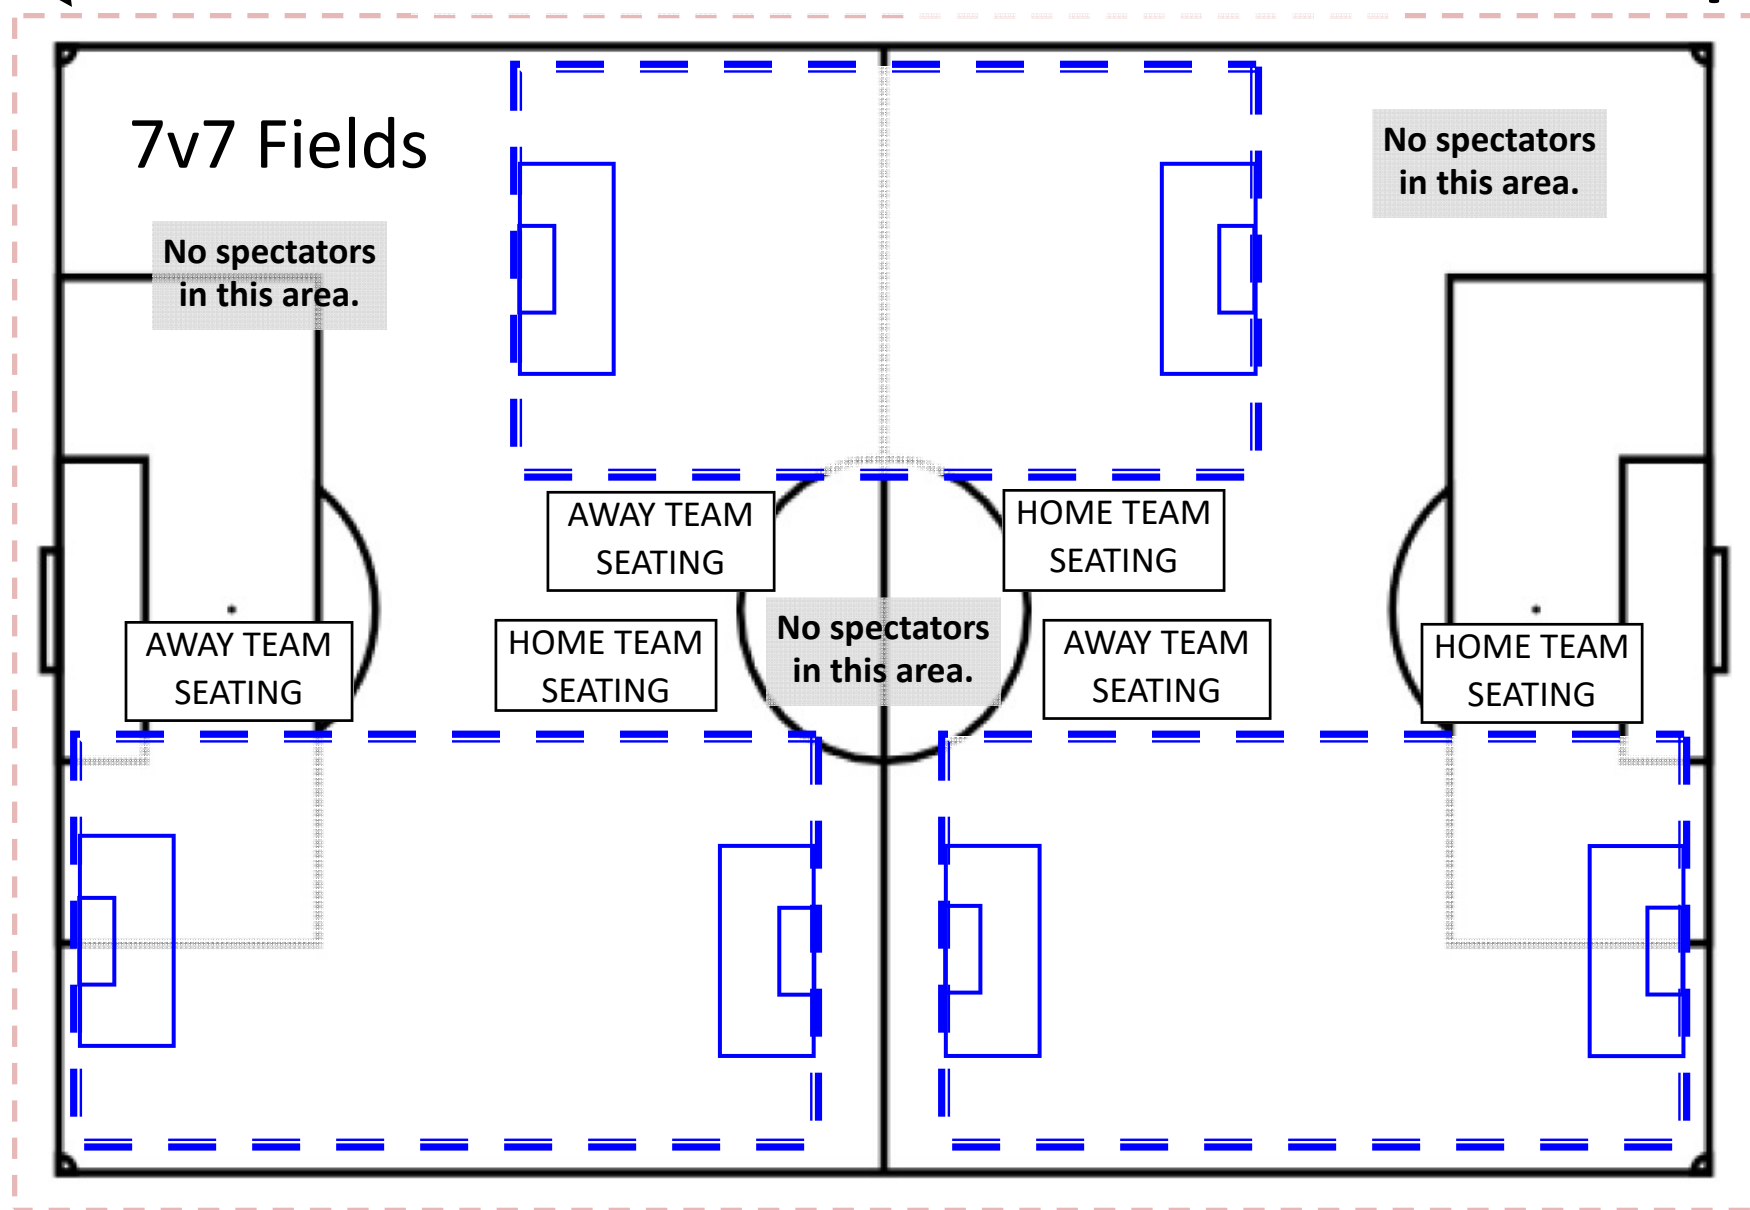 7v7 Fields
No spectators
in this area.
No spectators
in this area.
AWAY TEAM
SEATING
HOME TEAM
SEATING
AWAY TEAM
SEATING
HOME TEAM
SEATING
No spectators
in this area.
AWAY TEAM
SEATING
HOME TEAM
SEATING